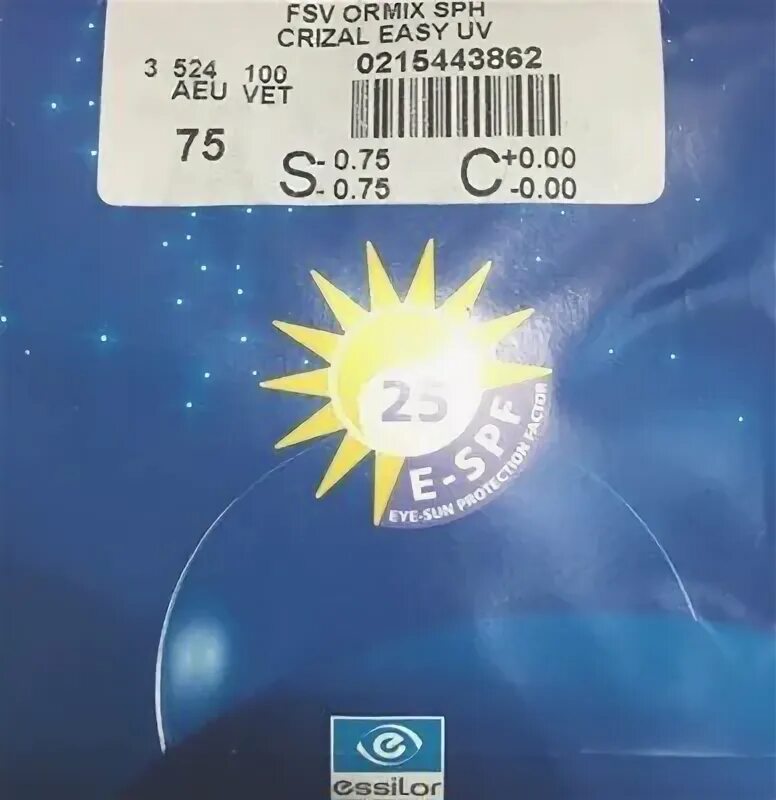 FSV ORMIX SPH
CRIZAL EASY UV
3 524 100 0215443862
AEU VET
75 S -0.75 C +0.00
-0.75 -0.00
25
E-SPF
EYE-SUN PROTECTION FACTOR
essilor